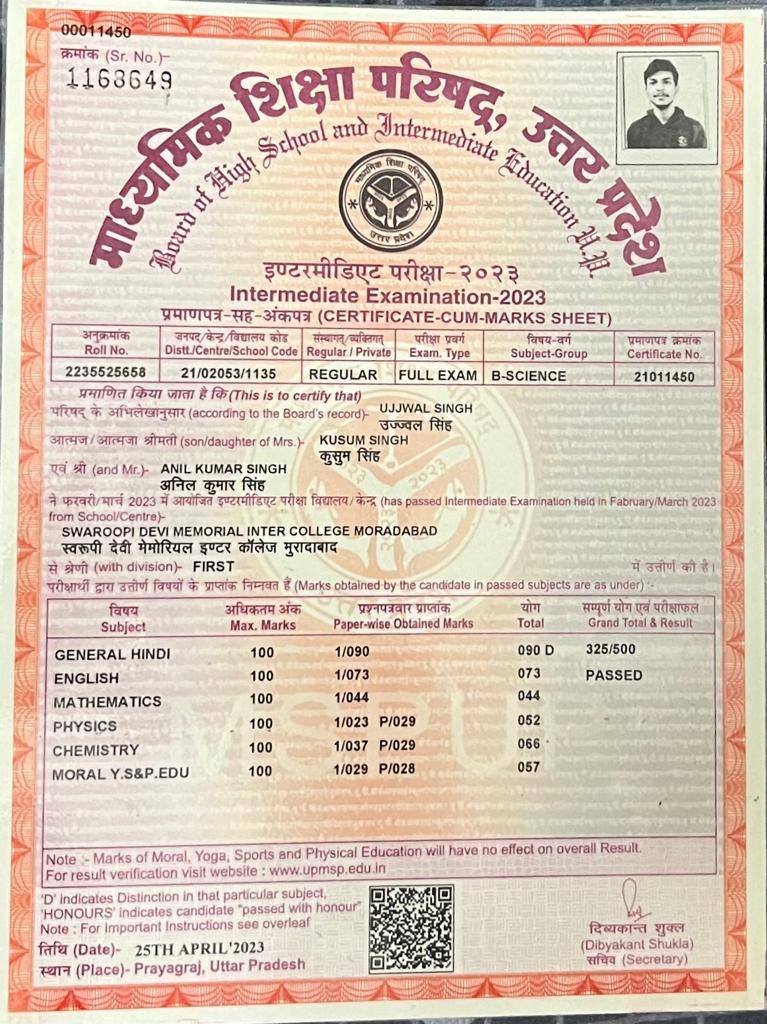 00011450
क्रमांक (Sr. No.)-
1168649
माध्यमिक शिक्षा परिषद्, उत्तर प्रदेश
Board of High School and Intermediate Education U.P.
माध्यमिक शिक्षा परिषद्
उत्तर प्रदेश
इण्टरमीडिएट परीक्षा-२०२३
Intermediate Examination-2023
प्रमाणपत्र-सह-अंकपत्र (CERTIFICATE-CUM-MARKS SHEET)
अनुक्रमांक जनपद/केन्द्र/विद्यालय कोड संस्थागत/व्यक्तिगत परीक्षा प्रवर्ग विषय-वर्ग प्रमाणपत्र क्रमांक
Roll No. Distt./Centre/School Code Regular / Private Exam. Type Subject-Group Certificate No.
2235525658 21/02053/1135 REGULAR FULL EXAM B-SCIENCE 21011450
प्रमाणित किया जाता है कि (This is to certify that)
परिषद् के अभिलेखानुसार (according to the Board's record)- UJJWAL SINGH
उज्ज्वल सिंह
आत्मज/आत्मजा श्रीमती (son/daughter of Mrs.)- KUSUM SINGH
कुसुम सिंह
एवं श्री (and Mr.)- ANIL KUMAR SINGH
अनिल कुमार सिंह
ने फरवरी/मार्च 2023 में आयोजित इण्टरमीडिएट परीक्षा विद्यालय/केन्द्र (has passed Intermediate Examination held in Fabruary/March 2023
from School/Centre)-
SWAROOPI DEVI MEMORIAL INTER COLLEGE MORADABAD
स्वरूपी देवी मेमोरियल इण्टर कॉलेज मुरादाबाद
से श्रेणी (with division)- FIRST में उत्तीर्ण की है।
परीक्षार्थी द्वारा उत्तीर्ण विषयों के प्राप्तांक निम्नवत हैं (Marks obtained by the candidate in passed subjects are as under) :-
विषय अधिकतम अंक प्रश्नपत्रवार प्राप्तांक योग सम्पूर्ण योग एवं परीक्षाफल
Subject Max. Marks Paper-wise Obtained Marks Total Grand Total & Result
GENERAL HINDI 100 1/090 090 D 325/500
ENGLISH 100 1/073 073 PASSED
MATHEMATICS 100 1/044 044
PHYSICS 100 1/023 P/029 052
CHEMISTRY 100 1/037 P/029 066
MORAL Y.S&P.EDU 100 1/029 P/028 057
MSPU
Note :- Marks of Moral, Yoga, Sports and Physical Education will have no effect on overall Result.
For result verification visit website : www.upmsp.edu.in
'D' indicates Distinction in that particular subject,
'HONOURS' indicates candidate "passed with honour"
Note : For Important Instructions see overleaf
तिथि (Date)- 25TH APRIL'2023
स्थान (Place)- Prayagraj, Uttar Pradesh
दिब्यकान्त शुक्ल
(Dibyakant Shukla)
सचिव (Secretary)